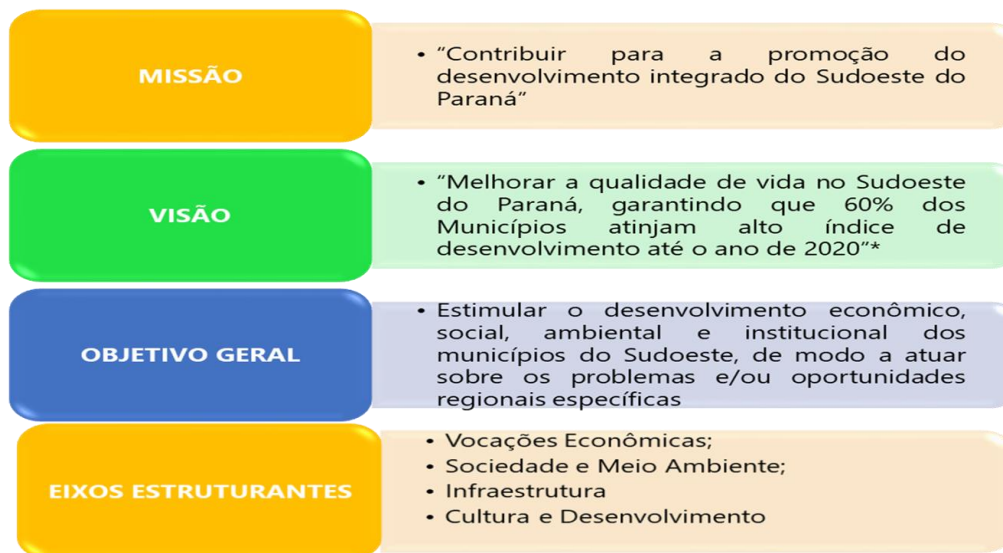 MISSÃO
• “Contribuir para a promoção do
desenvolvimento integrado do Sudoeste do
Paraná”
VISÃO
• “Melhorar a qualidade de vida no Sudoeste
do Paraná, garantindo que 60% dos
Municípios atinjam alto índice de
desenvolvimento até o ano de 2020”*
OBJETIVO GERAL
• Estimular o desenvolvimento econômico,
social, ambiental e institucional dos
municípios do Sudoeste, de modo a atuar
sobre os problemas e/ou oportunidades
regionais específicas
EIXOS ESTRUTURANTES
• Vocações Econômicas;
• Sociedade e Meio Ambiente;
• Infraestrutura
• Cultura e Desenvolvimento